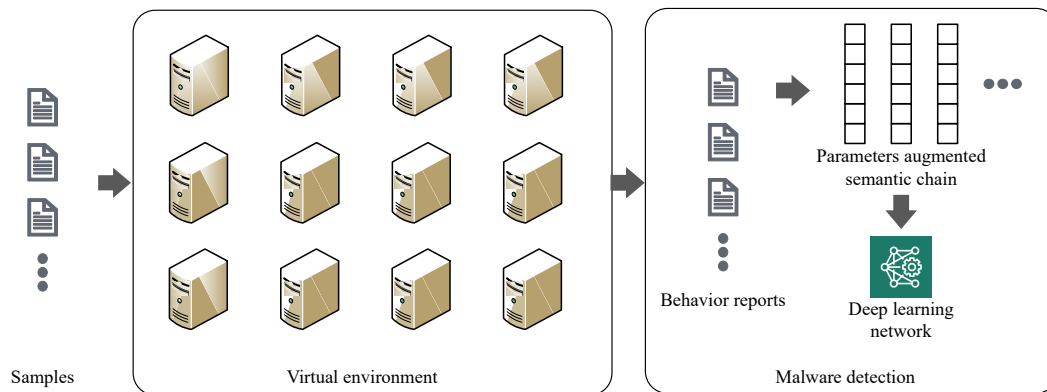 Parameters augmented
semantic chain
Behavior reports
Deep learning
network
Samples
Virtual environment
Malware detection